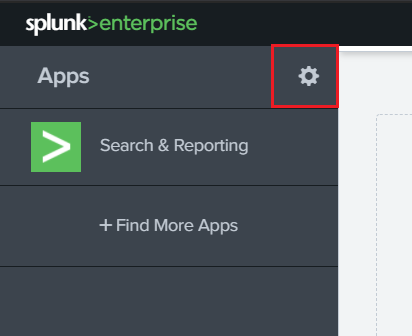 splunk>enterprise
Apps
Search & Reporting
+ Find More Apps